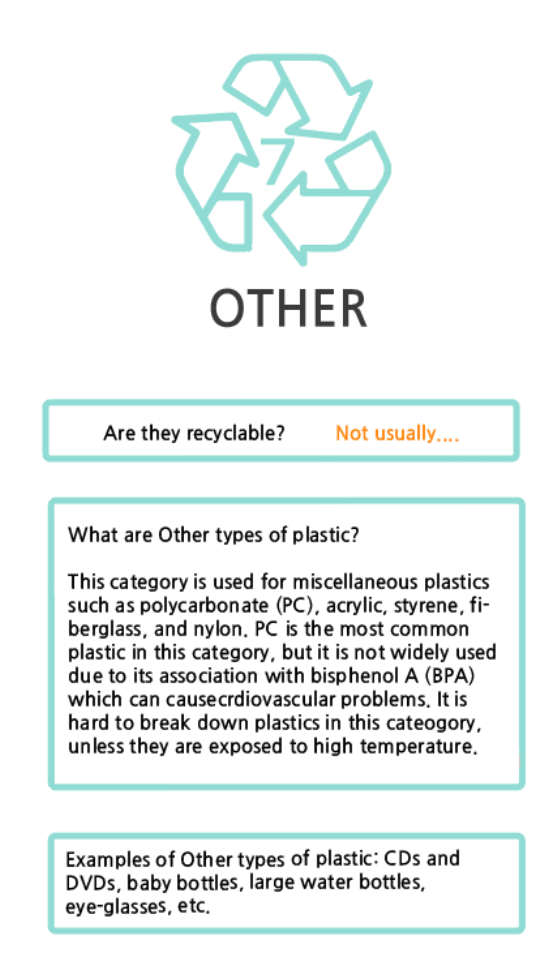 7
OTHER
Are they recyclable? Not usually....
What are Other types of plastic?
This category is used for miscellaneous plastics
such as polycarbonate (PC), acrylic, styrene, fi-
berglass, and nylon. PC is the most common
plastic in this category, but it is not widely used
due to its association with bisphenol A (BPA)
which can causecrdiovascular problems. It is
hard to break down plastics in this cateogory,
unless they are exposed to high temperature.
Examples of Other types of plastic: CDs and
DVDs, baby bottles, large water bottles,
eye-glasses, etc.